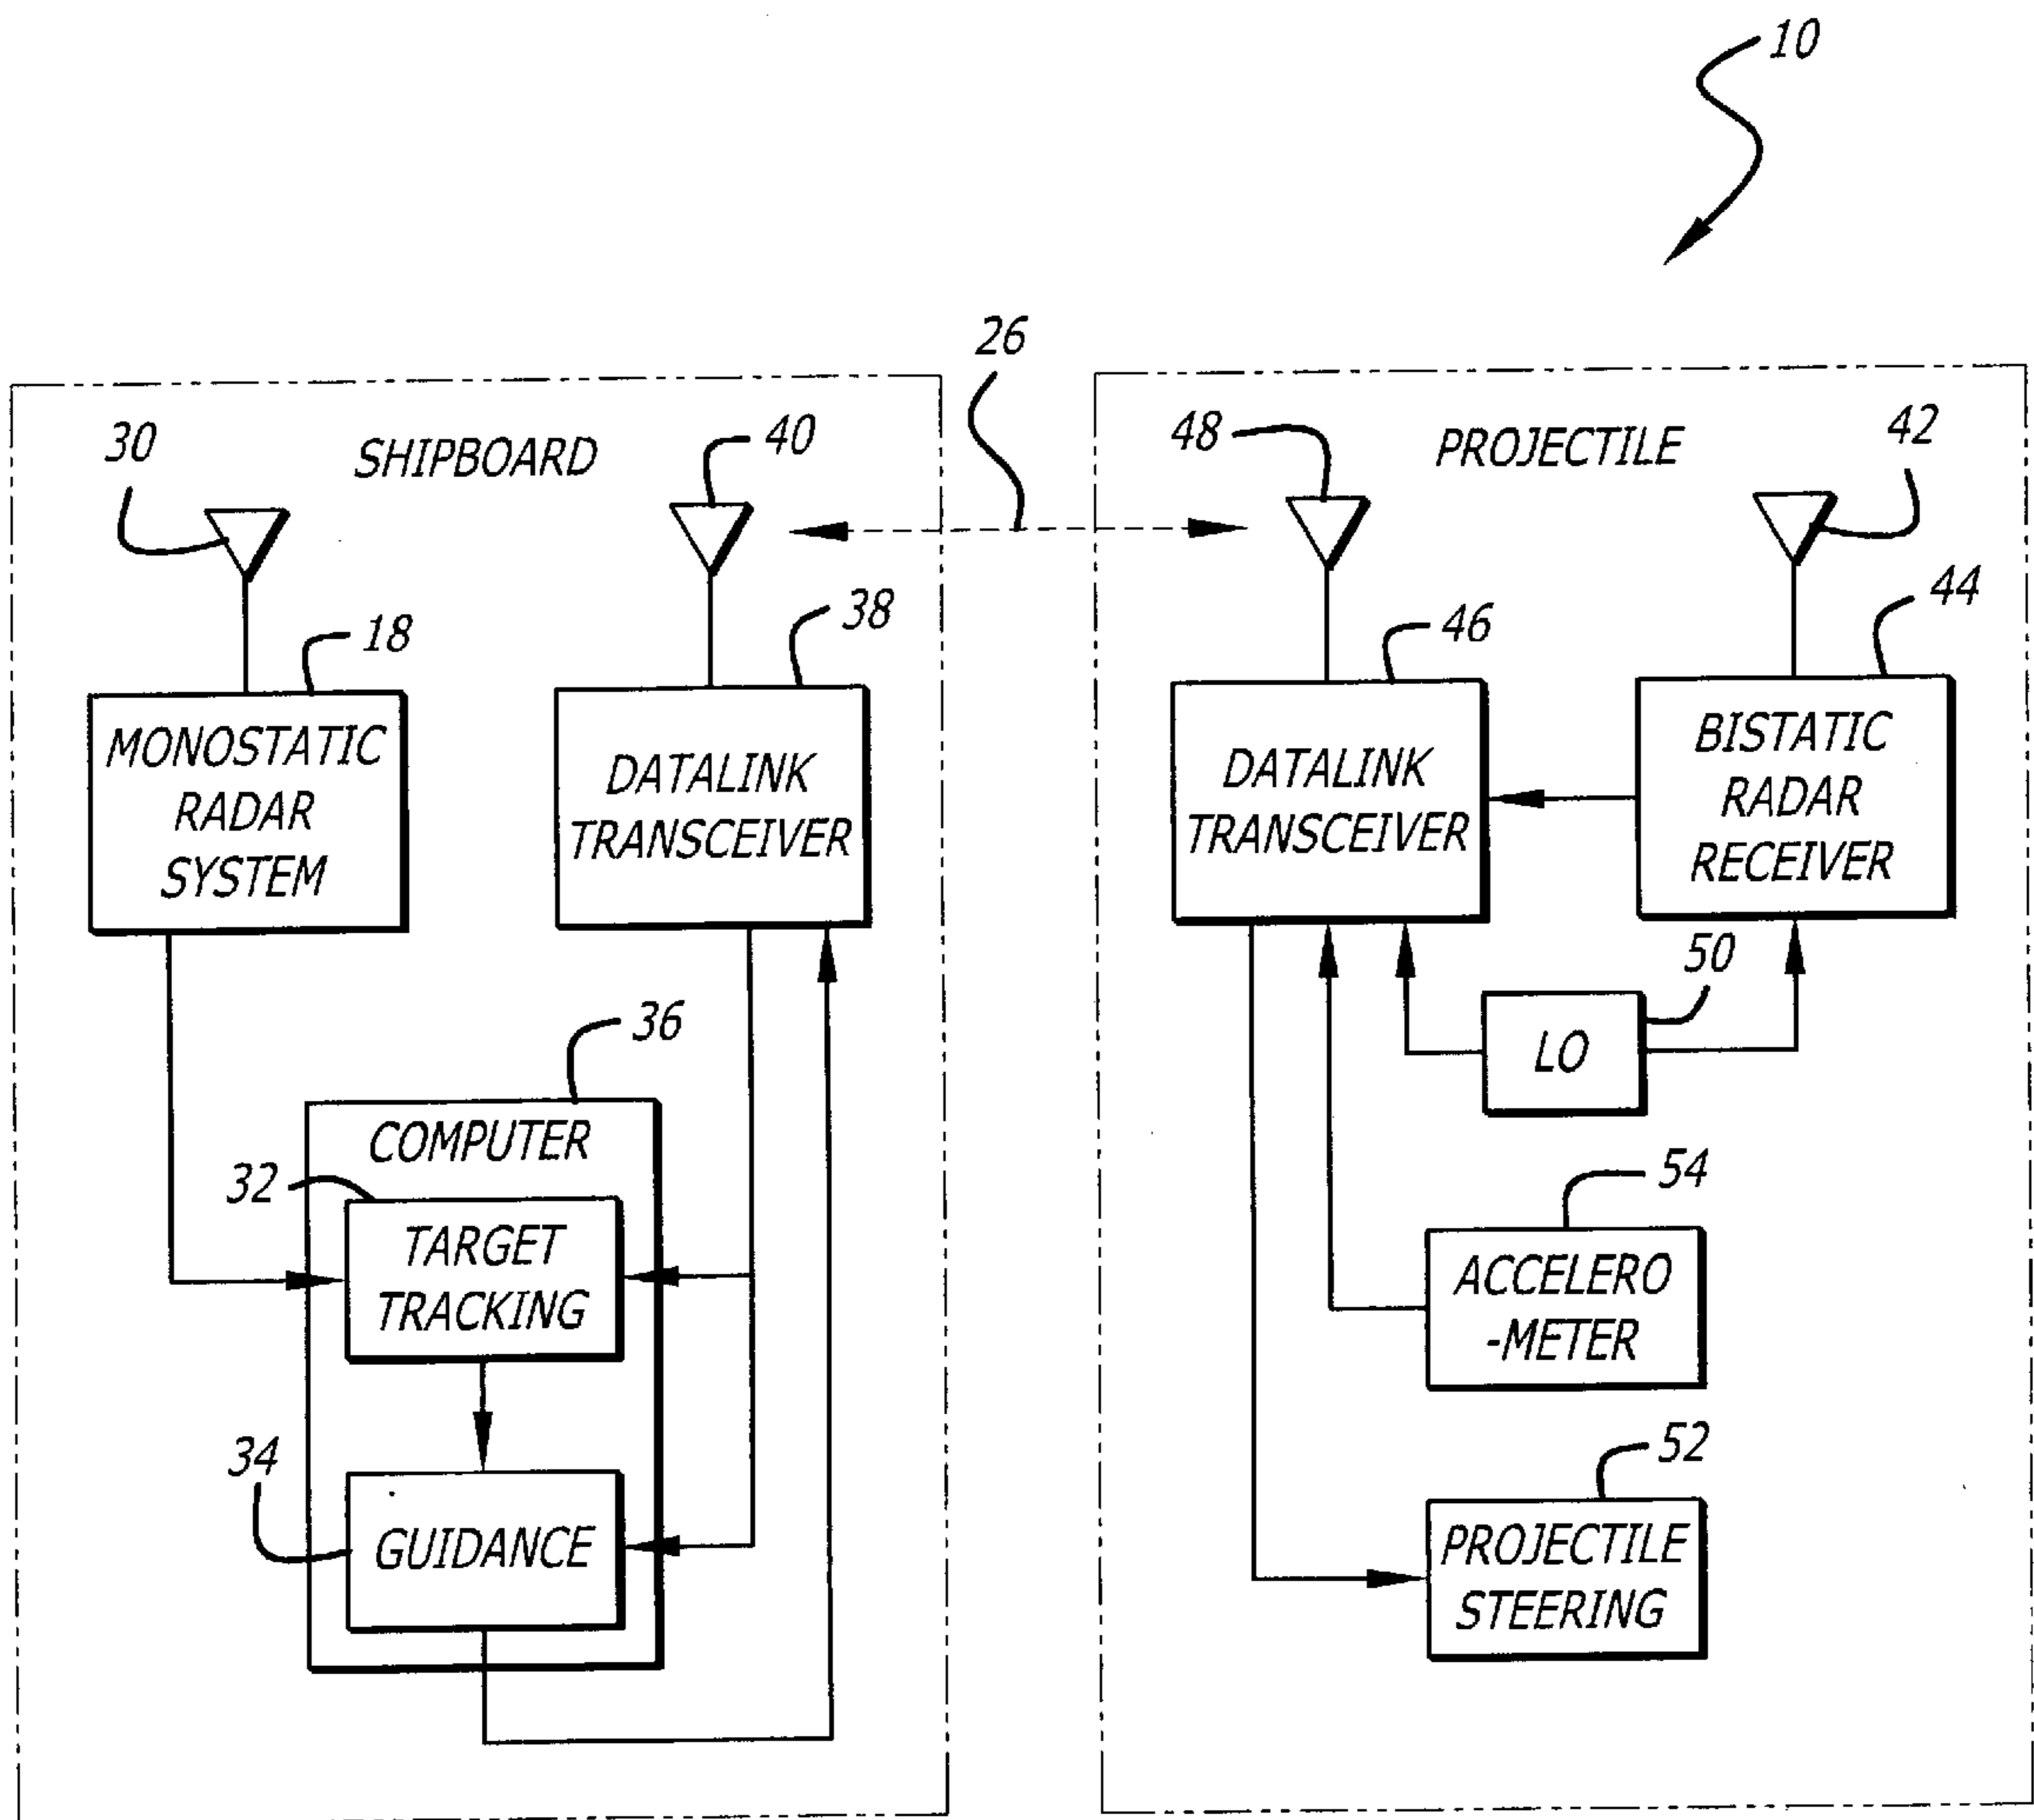 10
26
SHIPBOARD
30
40
18
38
MONOSTATIC
RADAR
SYSTEM
DATALINK
TRANSCEIVER
36
COMPUTER
32
TARGET
TRACKING
34
GUIDANCE
PROJECTILE
48
42
46
44
DATALINK
TRANSCEIVER
BISTATIC
RADAR
RECEIVER
50
LO
54
ACCELERO
-METER
52
PROJECTILE
STEERING